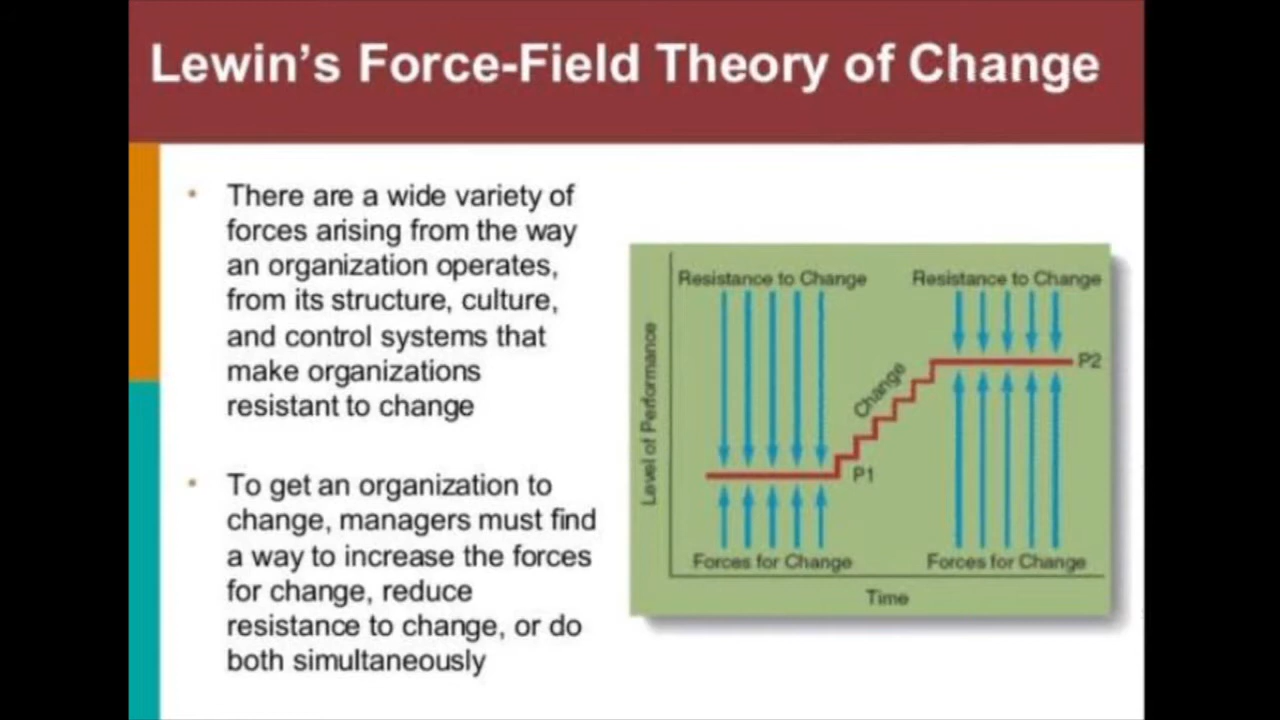 Lewin's Force-Field Theory of Change
• There are a wide variety of
forces arising from the way
an organization operates,
from its structure, culture,
and control systems that
make organizations
resistant to change
• To get an organization to
change, managers must find
a way to increase the forces
for change, reduce
resistance to change, or do
both simultaneously
Level of Performance
Resistance to Change
Resistance to Change
Change
P1
P2
Forces for Change
Forces for Change
Time